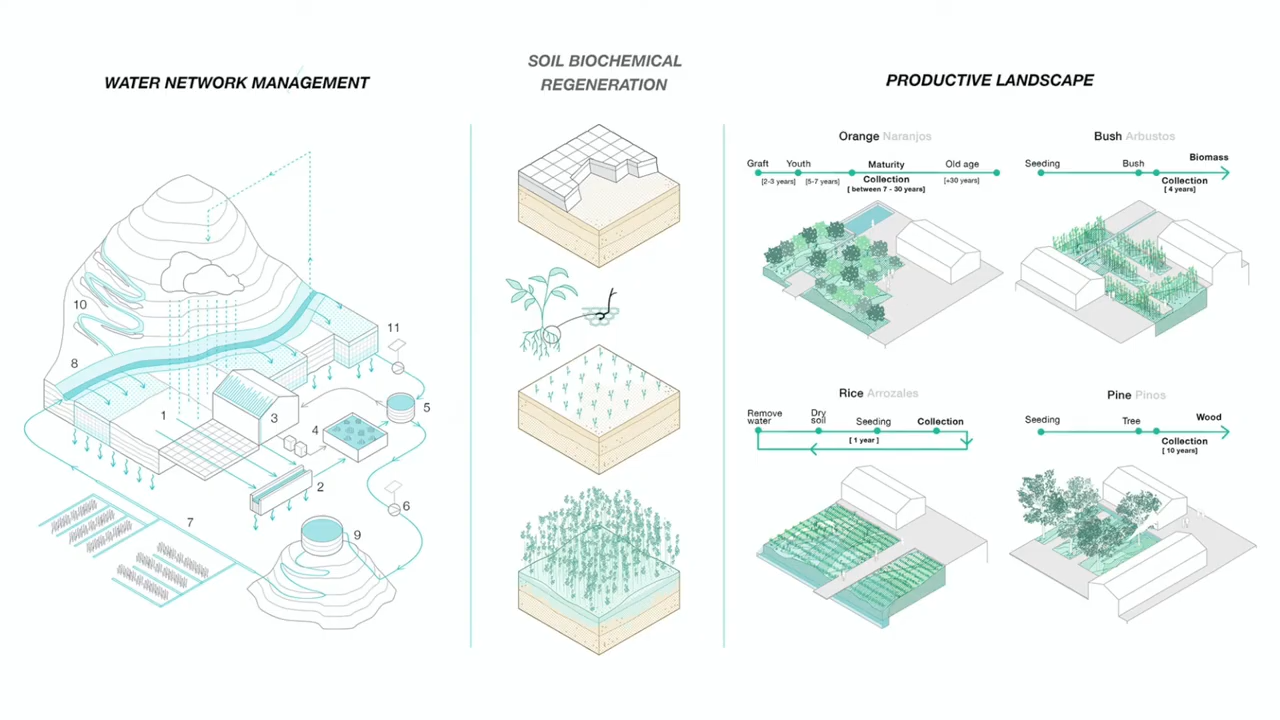 WATER NETWORK MANAGEMENT
10
8
1
3
4
5
11
2
6
7
9
SOIL BIOCHEMICAL
REGENERATION
PRODUCTIVE LANDSCAPE
Orange Naranjos
Graft
Youth
Maturity
Old age
[2-3 years]
[5-7 years]
Collection
[+30 years]
[ between 7 - 30 years]
Bush Arbustos
Seeding
Bush
Biomass
Collection
[ 4 years]
Rice Arrozales
Remove
water
Dry
soil
Seeding
Collection
[ 1 year ]
Pine Pinos
Seeding
Tree
Wood
Collection
[ 10 years]